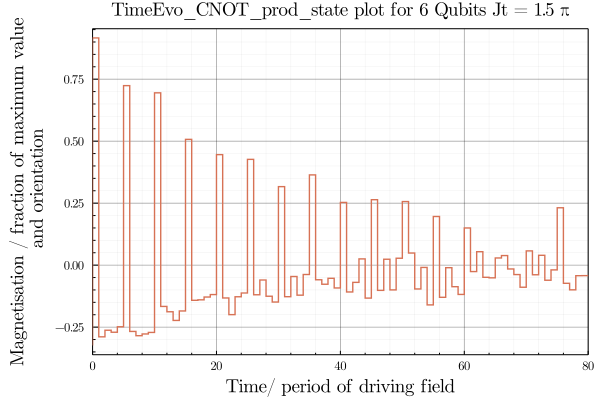 TimeEvo_CNOT_prod_state plot for 6 Qubits Jt = 1.5 π
Magnetisation / fraction of maximum value
and orientation
0.75
0.50
0.25
0.00
−0.25
0 20 40 60 80
Time/ period of driving field